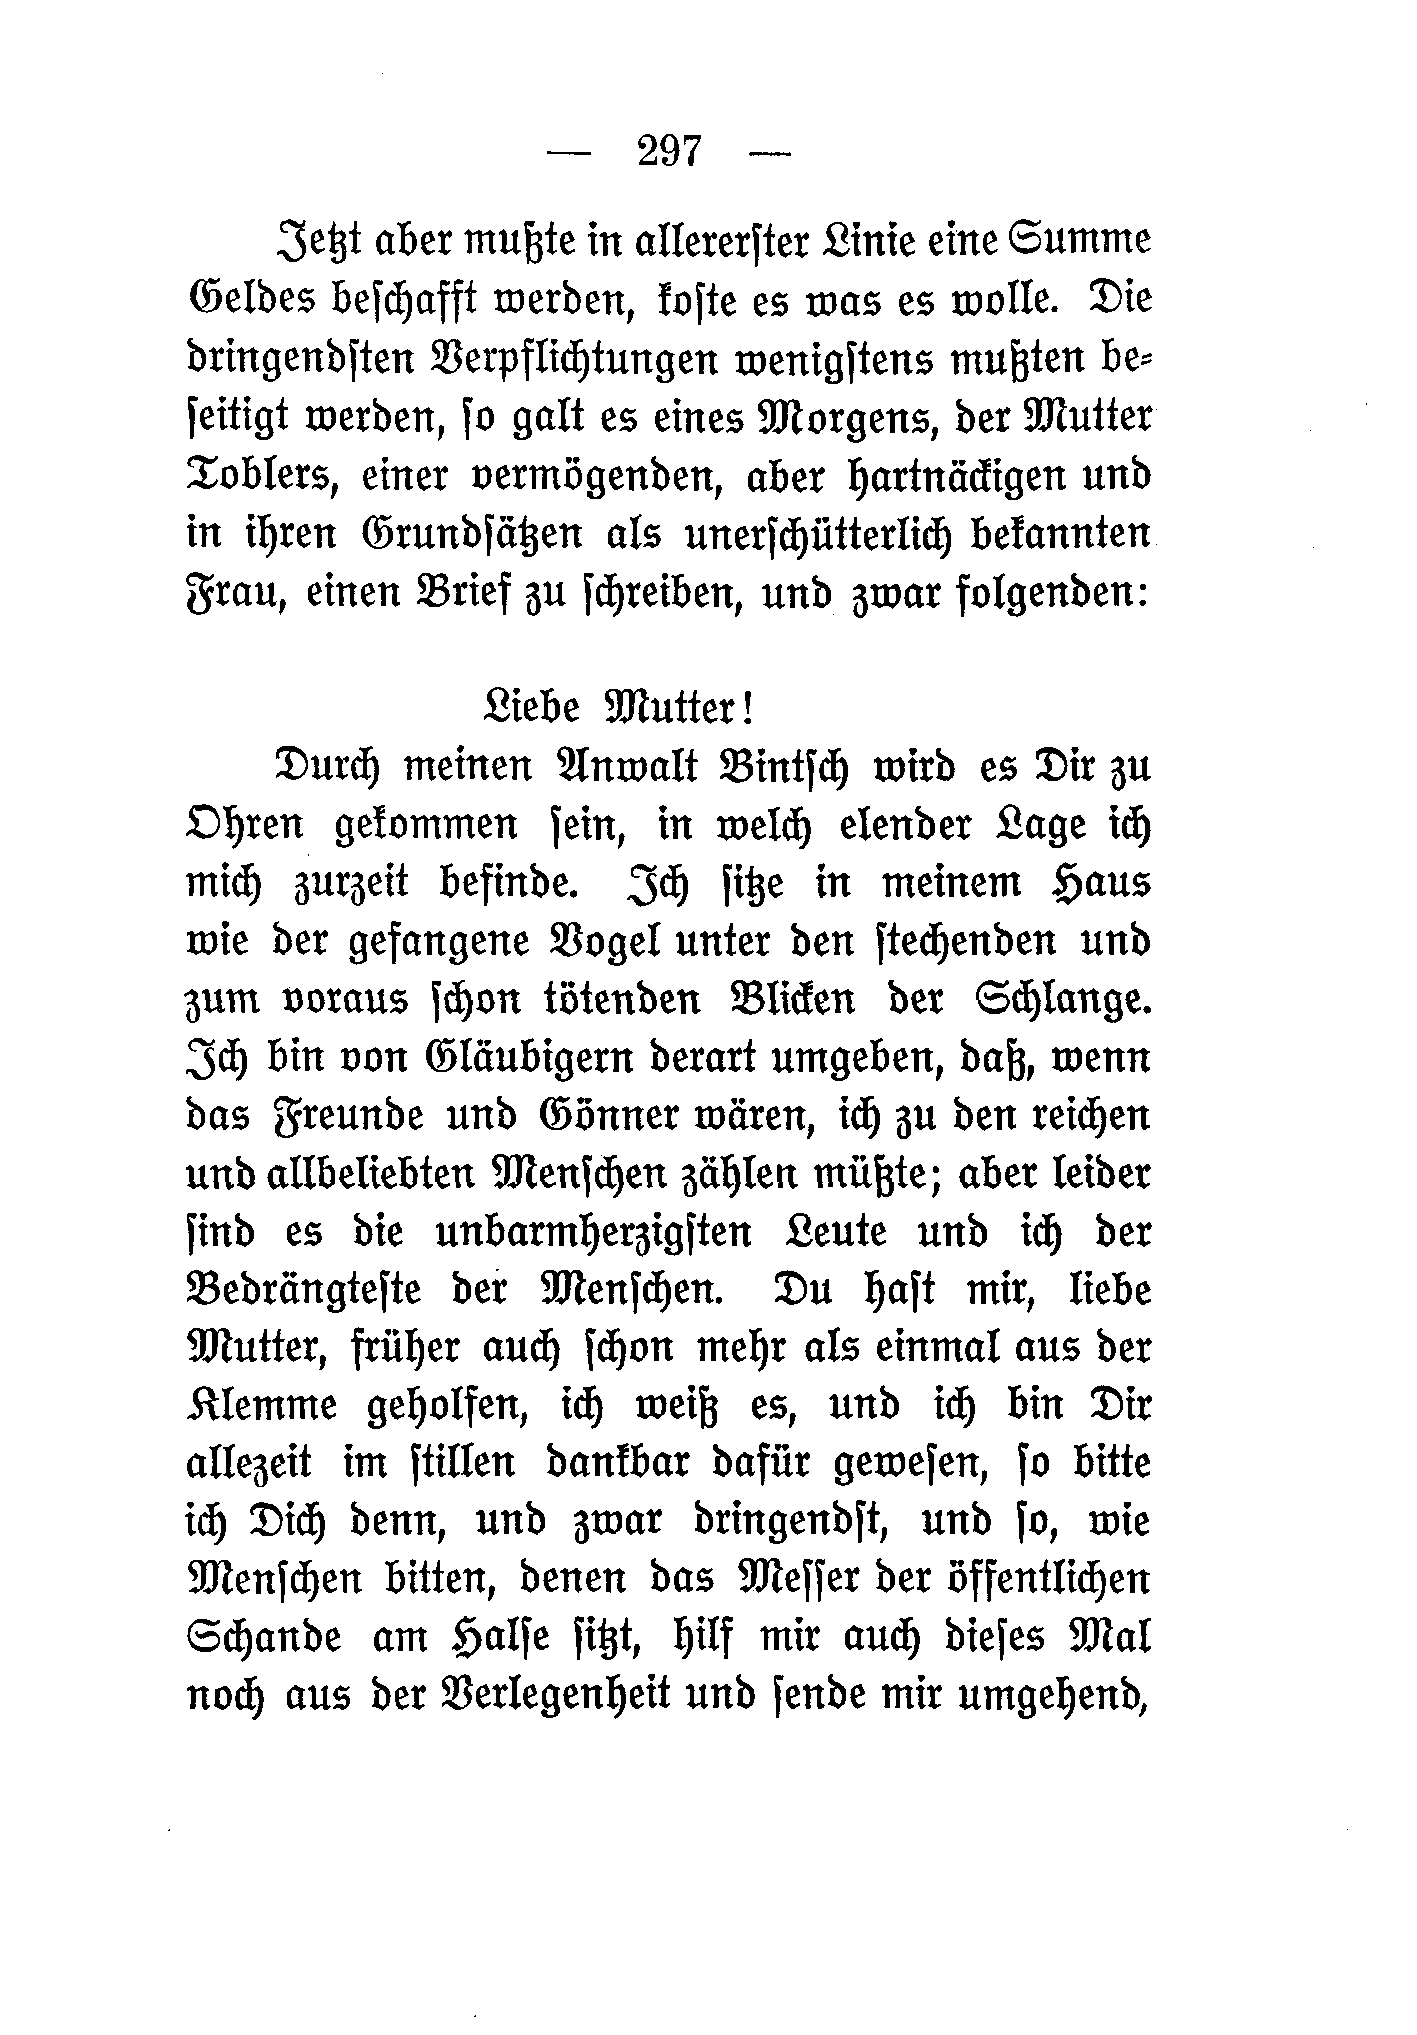 — 297 —
Jetzt aber mußte in allererster Linie eine Summe
Geldes beschafft werden, koste es was es wolle. Die
dringendsten Verpflichtungen wenigstens mußten be-
seitigt werden, so galt es eines Morgens, der Mutter
Toblers, einer vermögenden, aber hartnäckigen und
in ihren Grundsätzen als unerschütterlich bekannten
Frau, einen Brief zu schreiben, und zwar folgenden:
Liebe Mutter!
Durch meinen Anwalt Bintsch wird es Dir zu
Ohren gekommen sein, in welch elender Lage ich
mich zurzeit befinde. Ich sitze in meinem Haus
wie der gefangene Vogel unter den stechenden und
zum voraus schon tötenden Blicken der Schlange.
Ich bin von Gläubigern derart umgeben, daß, wenn
das Freunde und Gönner wären, ich zu den reichen
und allbeliebten Menschen zählen müßte; aber leider
sind es die unbarmherzigsten Leute und ich der
Bedrängteste der Menschen. Du hast mir, liebe
Mutter, früher auch schon mehr als einmal aus der
Klemme geholfen, ich weiß es, und ich bin Dir
allezeit im stillen dankbar dafür gewesen, so bitte
ich Dich denn, und zwar dringendst, und so, wie
Menschen bitten, denen das Messer der öffentlichen
Schande am Halse sitzt, hilf mir auch dieses Mal
noch aus der Verlegenheit und sende mir umgehend,